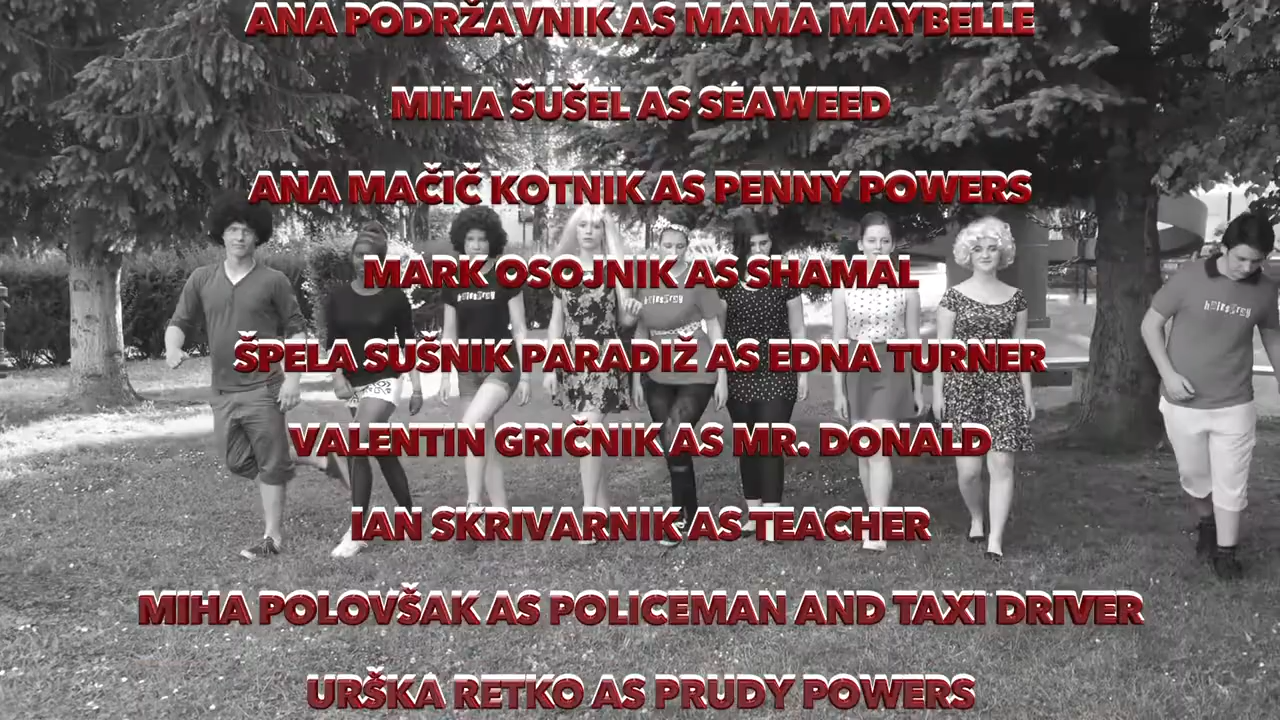 ANA PODRŽAVNIK AS MAMA MAYBELLE
MIHA ŠUŠEL AS SEAWEED
ANA MAČIČ KOTNIK AS PENNY POWERS
MARK OSOJNIK AS SHAMAL
ŠPELA SUŠNIK PARADIŽ AS EDNA TURNER
VALENTIN GRIČNIK AS MR. DONALD
IAN SKRIVARNIK AS TEACHER
MIHA POLOVŠAK AS POLICEMAN AND TAXI DRIVER
URŠKA RETKO AS PRUDY POWERS